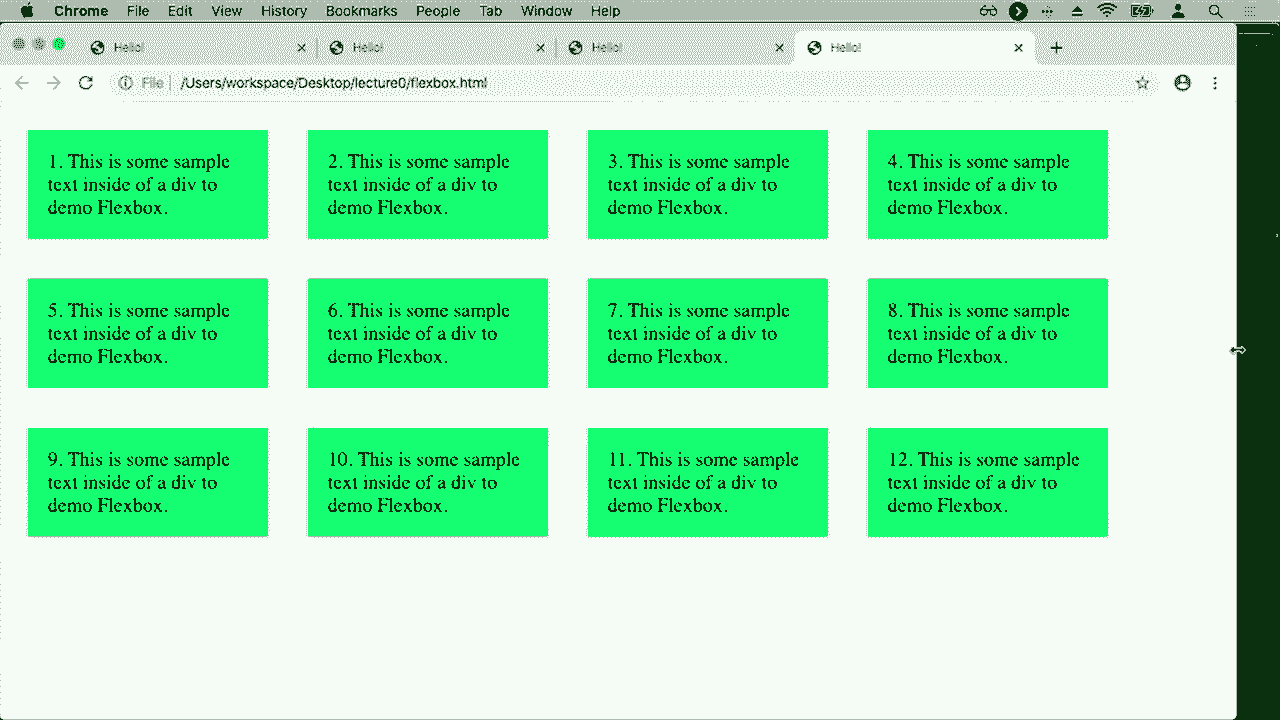 Chrome File Edit View History Bookmarks People Tab Window Help
Hello! Hello! Hello! Hello!
File /Users/workspace/Desktop/lecture0/flexbox.html
1. This is some sample
text inside of a div to
demo Flexbox.
2. This is some sample
text inside of a div to
demo Flexbox.
3. This is some sample
text inside of a div to
demo Flexbox.
4. This is some sample
text inside of a div to
demo Flexbox.
5. This is some sample
text inside of a div to
demo Flexbox.
6. This is some sample
text inside of a div to
demo Flexbox.
7. This is some sample
text inside of a div to
demo Flexbox.
8. This is some sample
text inside of a div to
demo Flexbox.
9. This is some sample
text inside of a div to
demo Flexbox.
10. This is some sample
text inside of a div to
demo Flexbox.
11. This is some sample
text inside of a div to
demo Flexbox.
12. This is some sample
text inside of a div to
demo Flexbox.